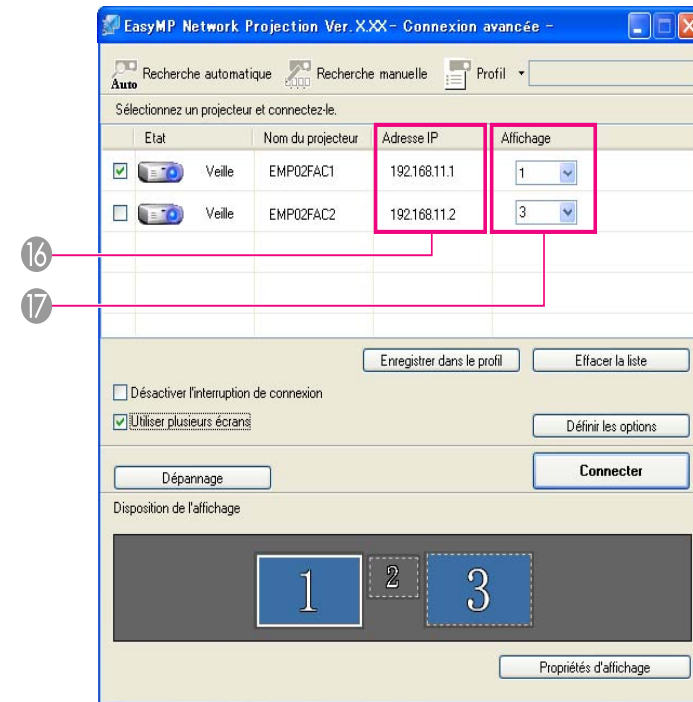 EasyMP Network Projection Ver.X.XX - Connexion avancée -
Auto Recherche automatique Recherche manuelle Profil
Sélectionnez un projecteur et connectez-le.
Etat Nom du projecteur Adresse IP Affichage
Veille EMP02FAC1 192.168.11.1 1
Veille EMP02FAC2 192.168.11.2 3
16
17
Enregistrer dans le profil Effacer la liste
Désactiver l'interruption de connexion
Utiliser plusieurs écrans
Définir les options
Dépannage Connecter
Disposition de l'affichage
1 2 3
Propriétés d'affichage